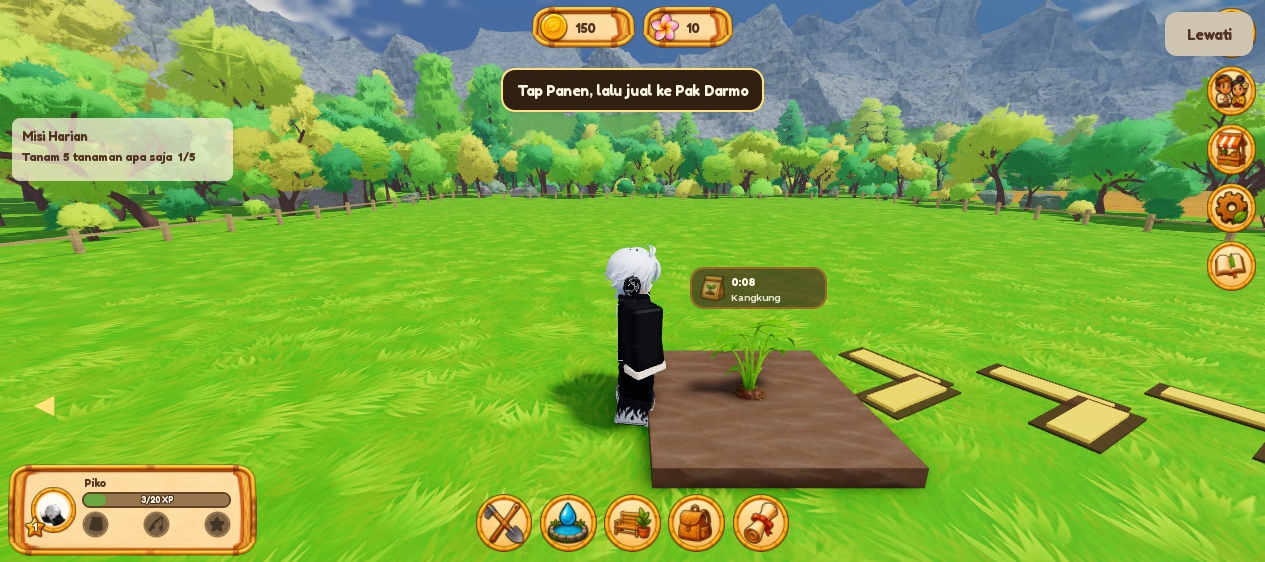 150
10
Lewati
Tap Panen, lalu jual ke Pak Darmo
Misi Harian
Tanam 5 tanaman apa saja 1/5
0:08
Kangkung
Piko
3/20 XP
1